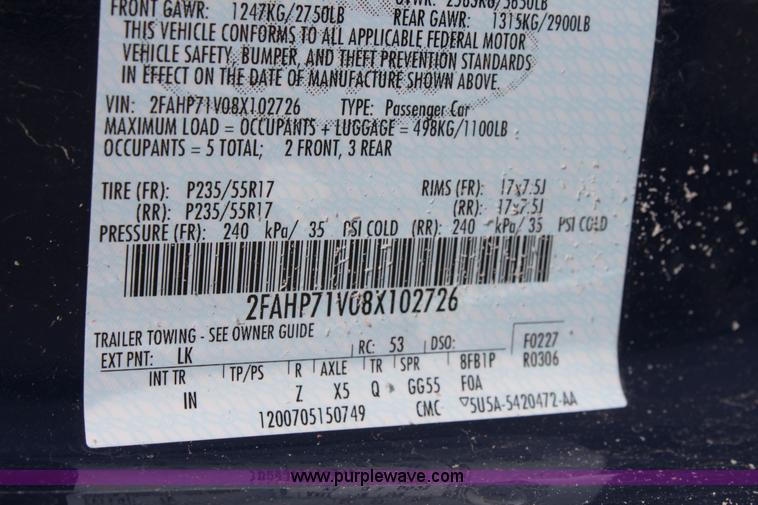 FRONT GAWR: 1247KG/2750LB
REAR GAWR: 1315KG/2900LB
THIS VEHICLE CONFORMS TO ALL APPLICABLE FEDERAL MOTOR
VEHICLE SAFETY, BUMPER, AND THEFT PREVENTION STANDARDS
IN EFFECT ON THE DATE OF MANUFACTURE SHOWN ABOVE.
VIN: 2FAHP71V08X102726 TYPE: Passenger Car
MAXIMUM LOAD = OCCUPANTS + LUGGAGE = 498KG/1100LB
OCCUPANTS = 5 TOTAL; 2 FRONT, 3 REAR
TIRE (FR): P235/55R17 RIMS (FR): 17x7.5J
(RR): P235/55R17 (RR): 17x7.5J
PRESSURE (FR): 240 kPa/ 35 PSI COLD (RR): 240 kPa/ 35 PSI COLD
2FAHP71V08X102726
TRAILER TOWING - SEE OWNER GUIDE
EXT PNT: LK RC: 53 DSO: F0227
R0306
INT TR TP/PS R AXLE TR SPR 8FB1P
IN Z X5 Q GG55 FOA
1200705150749 CMC 5U5A-5420472-AA
www.purplewave.com